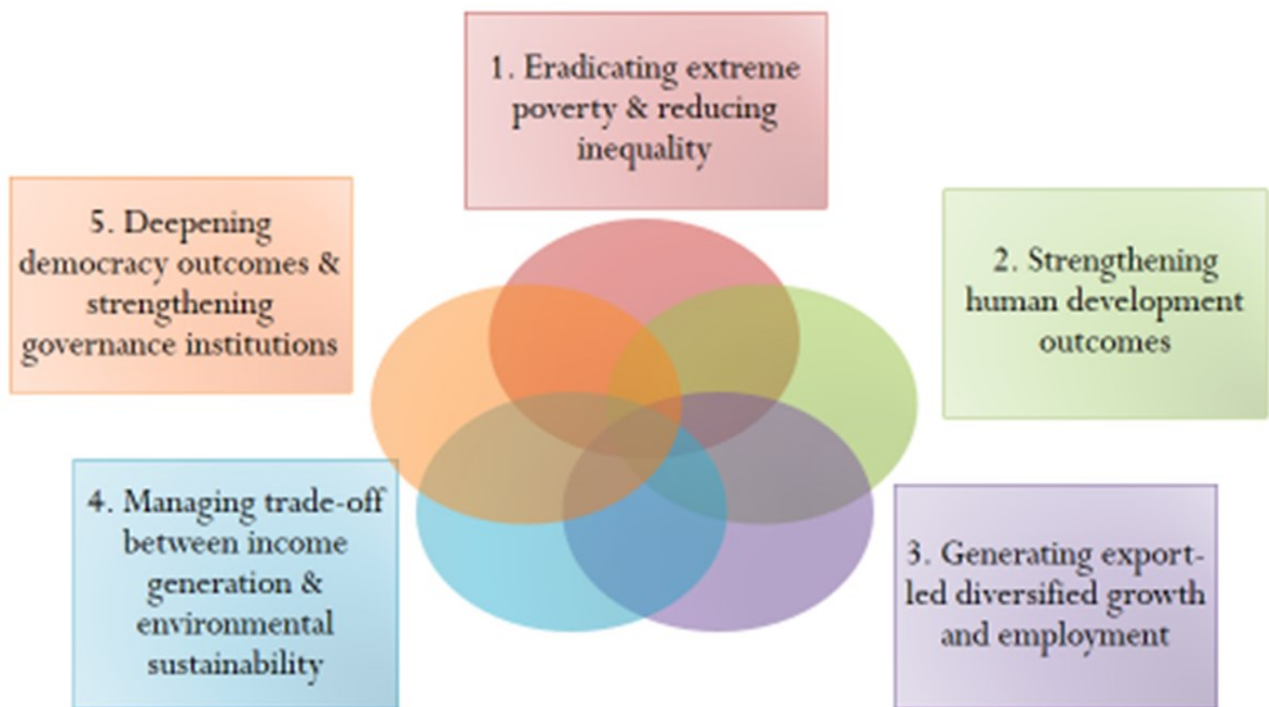 1. Eradicating extreme
poverty & reducing
inequality
2. Strengthening
human development
outcomes
3. Generating export-
led diversified growth
and employment
4. Managing trade-off
between income
generation &
environmental
sustainability
5. Deepening
democracy outcomes &
strengthening
governance institutions